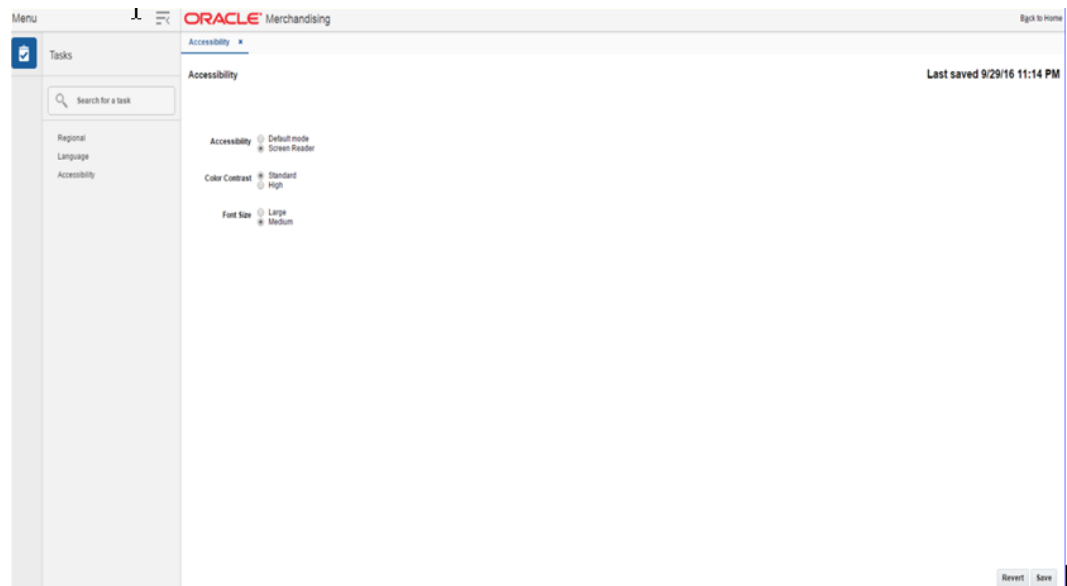 Menu
ORACLE® Merchandising
Back to Home
Tasks
Search for a task
Regional
Language
Accessibility
Accessibility ×
Accessibility
Last saved 9/29/16 11:14 PM
Accessibility
Default mode
Screen Reader
Color Contrast
Standard
High
Font Size
Large
Medium
Revert
Save